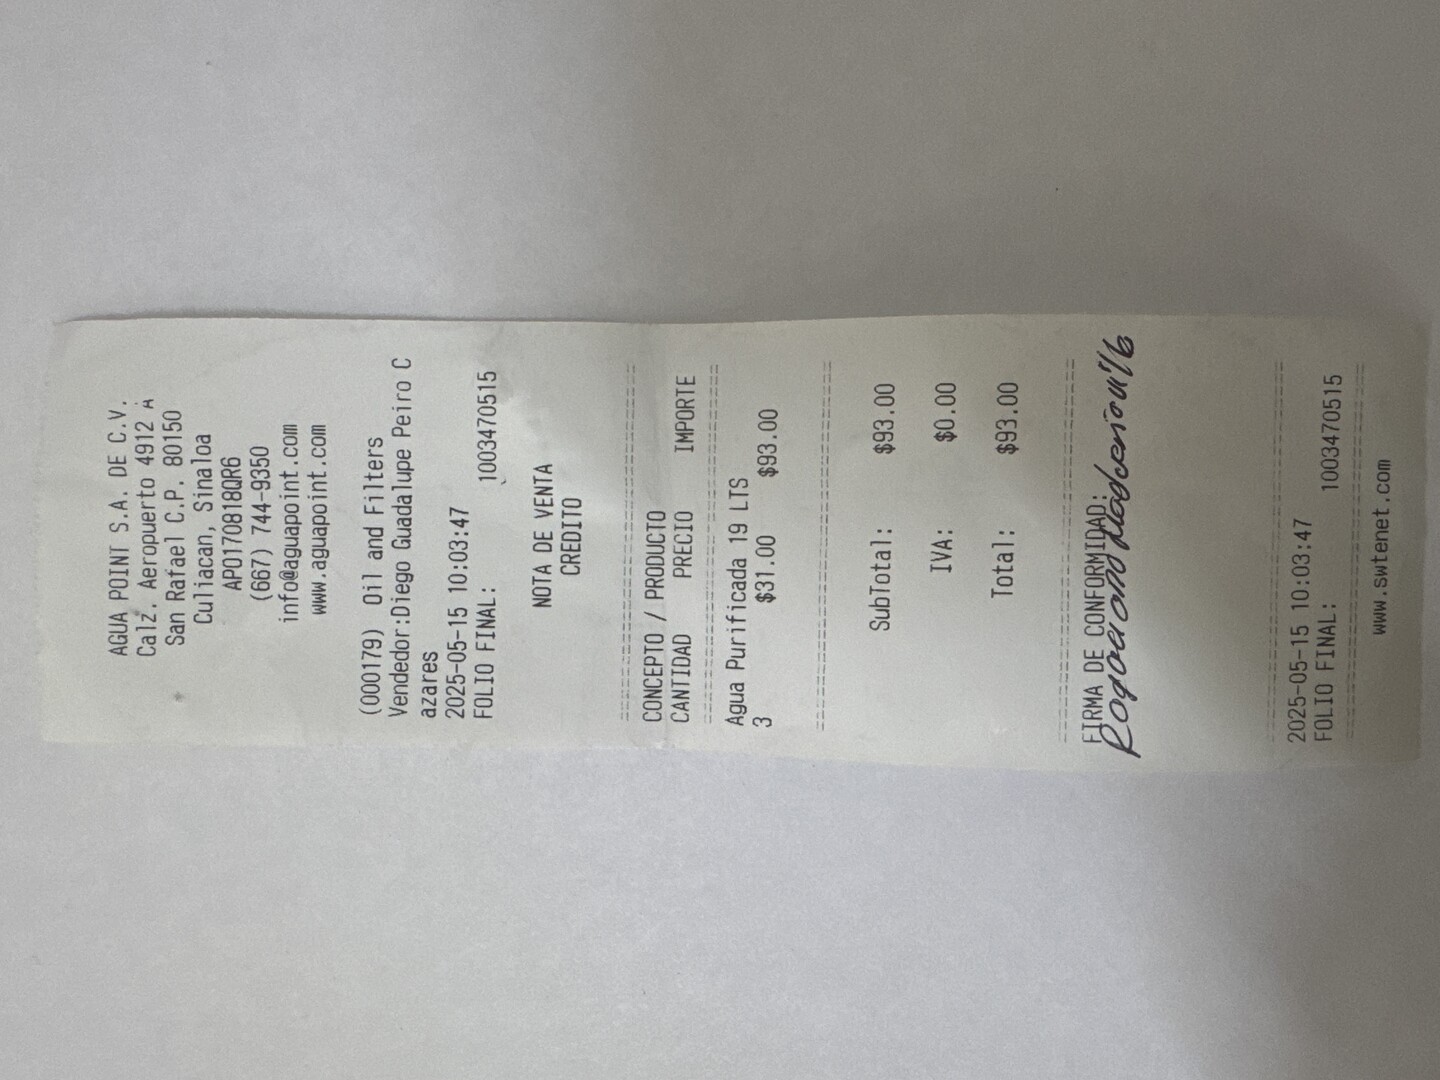 AGUA POINT S.A. DE C.V.
Calz. Aeropuerto 4912 A
San Rafael C.P. 80150
Culiacan, Sinaloa
APO170818QR6
(667) 744-9350
info@aguapoint.com
www.aguapoint.com
(000179) Oil and Filters
Vendedor:Diego Guadalupe Peiro C
azares
2025-05-15 10:03:47
FOLIO FINAL: 1003470515
NOTA DE VENTA
CREDITO
CONCEPTO / PRODUCTO
CANTIDAD PRECIO IMPORTE
Agua Purificada 19 LTS
3 $31.00 $93.00
SubTotal: $93.00
IVA: $0.00
Total: $93.00
FIRMA DE CONFORMIDAD:
2025-05-15 10:03:47
FOLIO FINAL: 1003470515
www.swtenet.com